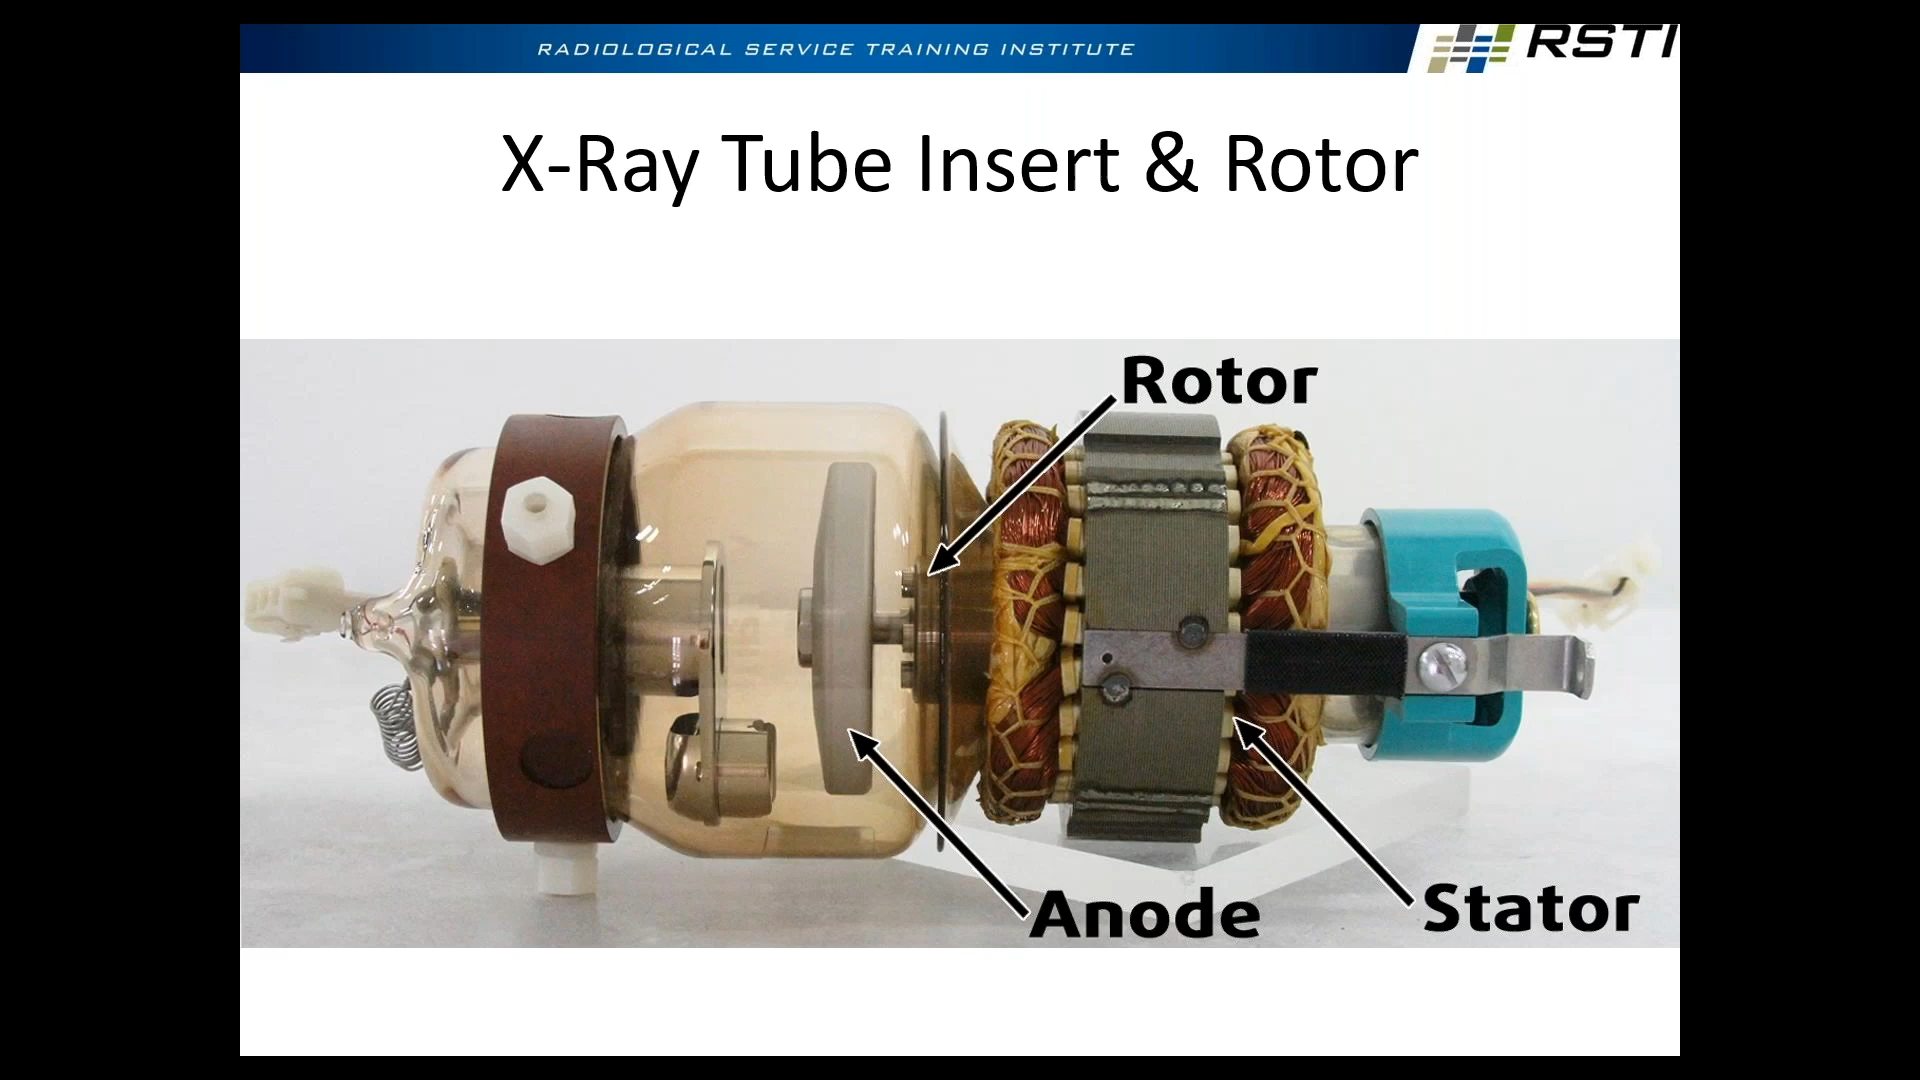 RADIOLOGICAL SERVICE TRAINING INSTITUTE
RSTI
X-Ray Tube Insert & Rotor
Rotor
Anode
Stator